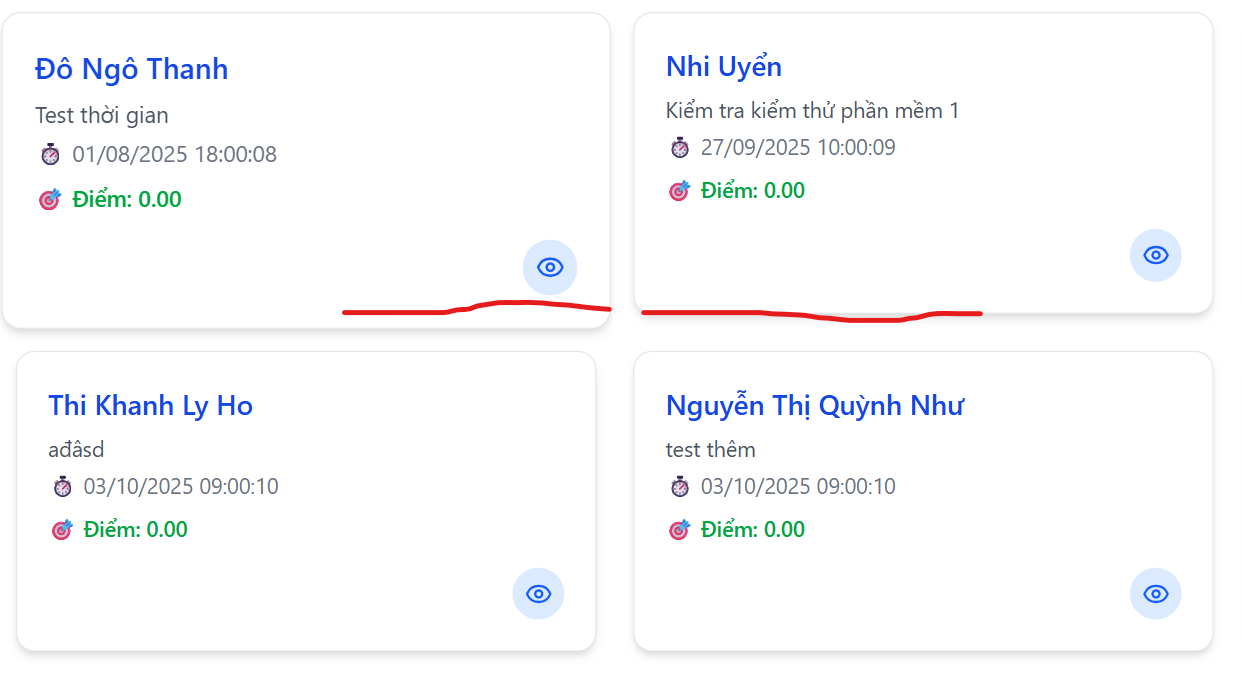 Đô Ngô Thanh
Test thời gian
01/08/2025 18:00:08
Điểm: 0.00
Nhi Uyển
Kiểm tra kiểm thử phần mềm 1
27/09/2025 10:00:09
Điểm: 0.00
Thi Khanh Ly Ho
ađâsd
03/10/2025 09:00:10
Điểm: 0.00
Nguyễn Thị Quỳnh Như
test thêm
03/10/2025 09:00:10
Điểm: 0.00